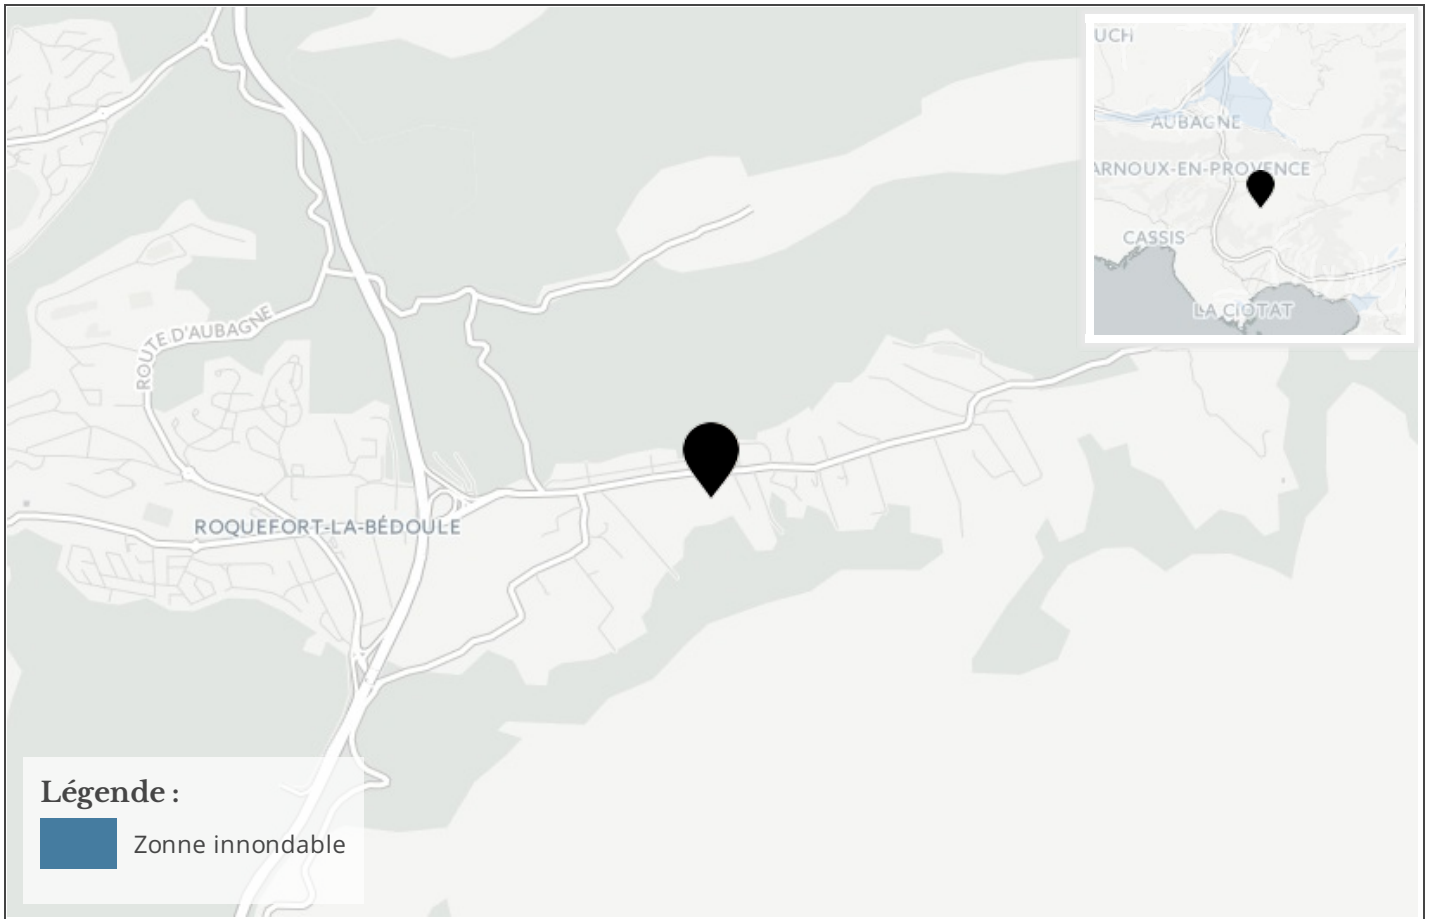 UCH
AUBAGNE
ARNOUX-EN-PROVENCE
CASSIS
LA CIOTAT
ROUTE D'AUBAGNE
ROQUEFORT-LA-BÉDOULE
Légende :
Zonne innondable